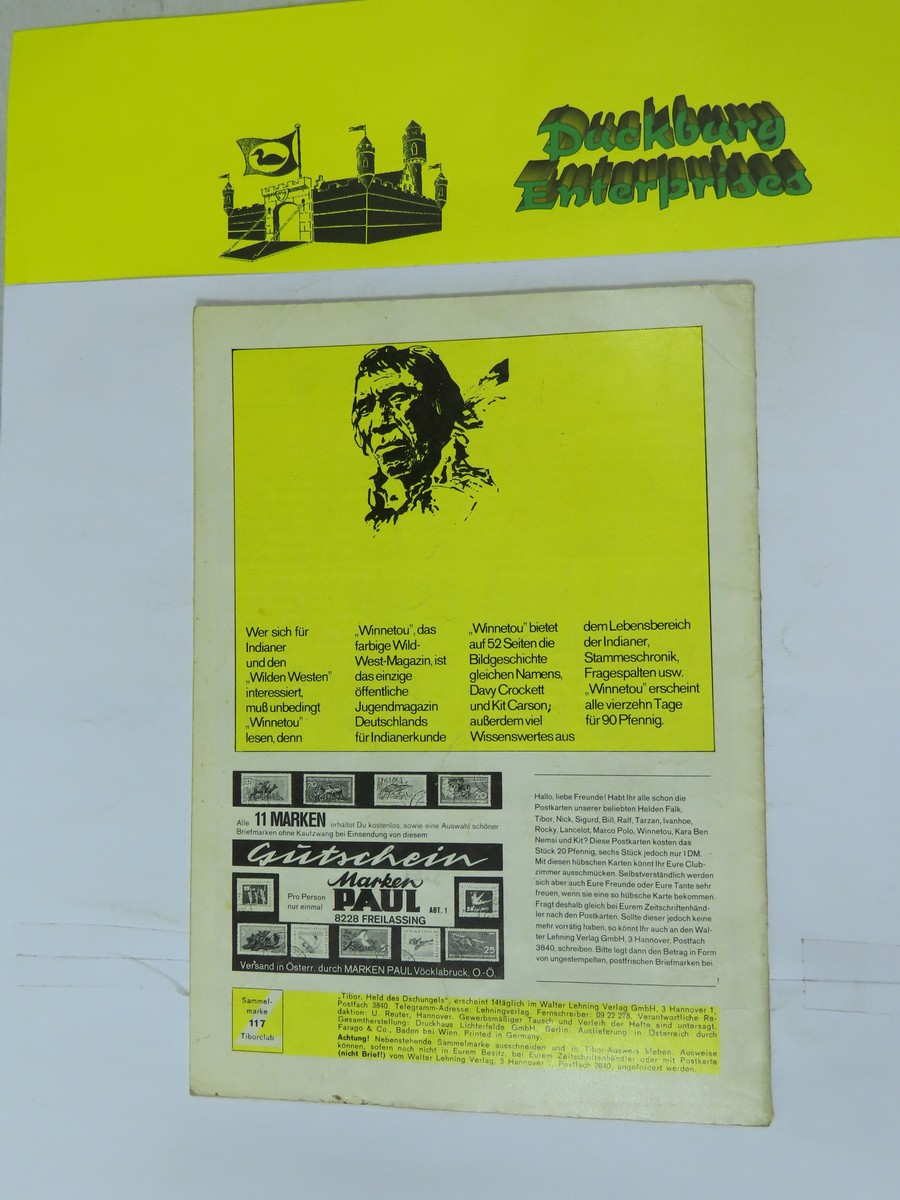 Duckburg
Enterprises
Wer sich für
Indianer
und den
„Wilden Westen”
interessiert,
muß unbedingt
„Winnetou”
lesen, denn
„Winnetou”, das
farbige Wild-
West-Magazin, ist
das einzige
öffentliche
Jugendmagazin
Deutschlands
für Indianerkunde
„Winnetou” bietet
auf 52 Seiten die
Bildgeschichte
gleichen Namens,
Davy Crockett
und Kit Carson;
außerdem viel
Wissenswertes aus
dem Lebensbereich
der Indianer,
Stammeschronik,
Fragespalten usw.
„Winnetou” erscheint
alle vierzehn Tage
für 90 Pfennig.
Alle 11 MARKEN erhältst Du kostenlos, sowie eine Auswahl schöner
Briefmarken ohne Kaufzwang bei Einsendung von diesem
Gutschein
Pro Person
nur einmal
Marken
PAUL ABT. 1
8228 FREILASSING
25
Versand in Österr. durch MARKEN PAUL Vöcklabruck, O.-Ö.
Hallo, liebe Freunde! Habt Ihr alle schon die
Postkarten unserer beliebten Helden Falk,
Tibor, Nick, Sigurd, Bill, Ralf, Tarzan, Ivanhoe,
Rocky, Lancelot, Marco Polo, Winnetou, Kara Ben
Nemsi und Kit? Diese Postkarten kosten das
Stück 20 Pfennig, sechs Stück jedoch nur 1 DM.
Mit diesen hübschen Karten könnt Ihr Eure Club-
zimmer ausschmücken. Selbstverständlich werden
sich aber auch Eure Freunde oder Eure Tante sehr
freuen, wenn sie eine so hübsche Karte bekommen.
Fragt deshalb gleich bei Eurem Zeitschriftenhänd-
ler nach den Postkarten. Sollte dieser jedoch keine
mehr vorrätig haben, so könnt Ihr auch an den Wal-
ter Lehning Verlag GmbH, 3 Hannover, Postfach
3840, schreiben. Bitte legt dann den Betrag in Form
von ungestempelten, postfrischen Briefmarken bei.
Sammel-
marke
117
Tiborclub
„Tibor, Held des Dschungels”, erscheint 14täglich im Walter Lehning Verlag GmbH, 3 Hannover 1,
Postfach 3840. Telegramm-Adresse: Lehningverlag. Fernschreiber: 09 22 278. Verantwortliche Re-
daktion: U. Reuter, Hannover. Gewerbsmäßiger Tausch und Verleih der Hefte sind untersagt.
Gesamtherstellung: Druckhaus Lichterfelde GmbH, Berlin. Auslieferung in Österreich durch
Farago & Co., Baden bei Wien. Printed in Germany.
Achtung! Nebenstehende Sammelmarke ausschneiden und in Tibor-Ausweis kleben. Ausweise
können, sofern noch nicht in Eurem Besitz, bei Eurem Zeitschriftenhändler oder mit Postkarte
(nicht Brief!) vom Walter Lehning Verlag, 3 Hannover 1, Postfach 3840, angefordert werden.